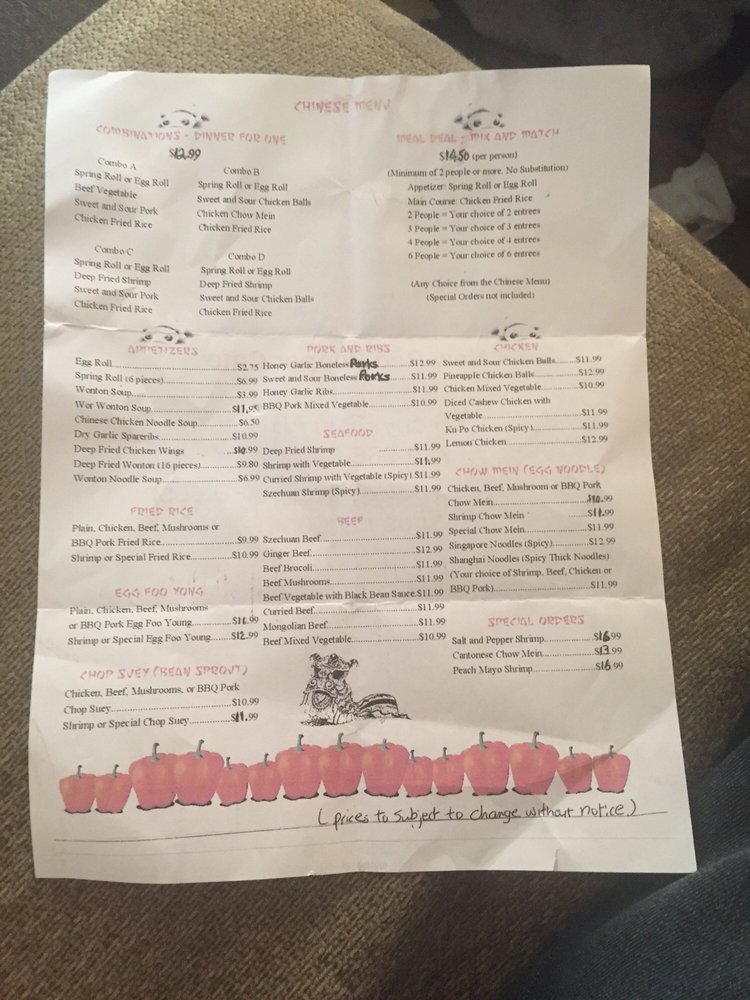 CHINESE MENU
COMBINATIONS - DINNER FOR ONE
$12.99
Combo A
Spring Roll or Egg Roll
Beef Vegetable
Sweet and Sour Pork
Chicken Fried Rice
Combo B
Spring Roll or Egg Roll
Sweet and Sour Chicken Balls
Chicken Chow Mein
Chicken Fried Rice
Combo C
Spring Roll or Egg Roll
Deep Fried Shrimp
Sweet and Sour Pork
Chicken Fried Rice
Combo D
Spring Roll or Egg Roll
Deep Fried Shrimp
Sweet and Sour Chicken Balls
Chicken Fried Rice
MEAL DEAL - MIX AND MATCH
$14.50 (per person)
(Minimum of 2 people or more. No Substitution)
Appetizer: Spring Roll or Egg Roll
Main Course: Chicken Fried Rice
2 People = Your choice of 2 entrees
3 People = Your choice of 3 entrees
4 People = Your choice of 4 entrees
6 People = Your choice of 6 entrees
(Any Choice from the Chinese Menu)
(Special Orders not included)
APPETIZERS
Egg Roll $2.75
Spring Roll (6 pieces) $6.99
Wonton Soup $3.99
Wor Wonton Soup $11.95
Chinese Chicken Noodle Soup $6.50
Dry Garlic Spareribs $10.99
Deep Fried Chicken Wings $10.99
Deep Fried Wonton (16 pieces) $9.80
Wonton Noodle Soup $6.99
FRIED RICE
Plain, Chicken, Beef, Mushrooms or
BBQ Pork Fried Rice $9.99
Shrimp or Special Fried Rice $10.99
EGG FOO YONG
Plain, Chicken, Beef, Mushrooms
or BBQ Pork Egg Foo Young $11.99
Shrimp or Special Egg Foo Young $12.99
CHOP SUEY (BEAN SPROUT)
Chicken, Beef, Mushrooms, or BBQ Pork
Chop Suey $10.99
Shrimp or Special Chop Suey $11.99
PORK AND RIBS
Honey Garlic Boneless Porks $12.99
Sweet and Sour Boneless Porks $11.99
Honey Garlic Ribs $11.99
BBQ Pork Mixed Vegetable $10.99
SEAFOOD
Deep Fried Shrimp $11.99
Shrimp with Vegetable $11.99
Curried Shrimp with Vegetable (Spicy) $11.99
Szechuan Shrimp (Spicy) $11.99
BEEF
Szechuan Beef $11.99
Ginger Beef $12.99
Beef Brocoli $11.99
Beef Mushrooms $11.99
Beef Vegetable with Black Bean Sauce $11.99
Curried Beef $11.99
Mongolian Beef $11.99
Beef Mixed Vegetable $10.99
CHICKEN
Sweet and Sour Chicken Balls $11.99
Pineapple Chicken Balls $12.99
Chicken Mixed Vegetable $10.99
Diced Cashew Chicken with
Vegetable $11.99
Ku Po Chicken (Spicy) $11.99
Lemon Chicken $12.99
CHOW MEIN (EGG NOODLE)
Chicken, Beef, Mushroom or BBQ Pork
Chow Mein $10.99
Shrimp Chow Mein $11.99
Special Chow Mein $11.99
Singapore Noodles (Spicy) $12.99
Shanghai Noodles (Spicy Thick Noodles)
(Your choice of Shrimp, Beef, Chicken or
BBQ Pork) $11.99
SPECIAL ORDERS
Salt and Pepper Shrimp $16.99
Cantonese Chow Mein $13.99
Peach Mayo Shrimp $16.99
(prices to subject to change without notice.)